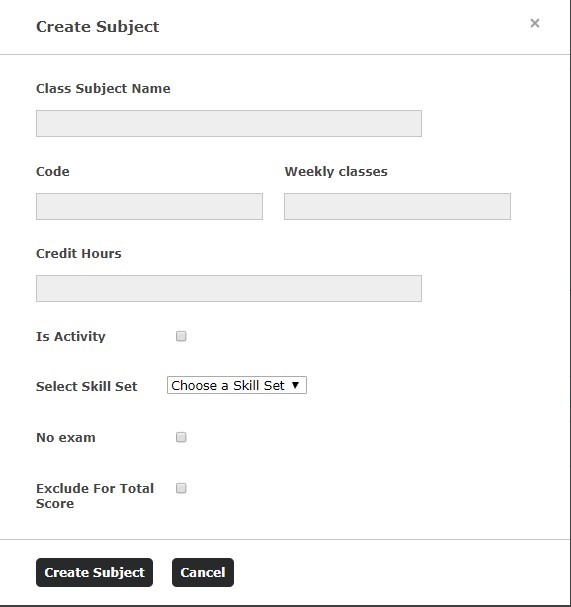 Create Subject ×
Class Subject Name
Code Weekly classes
Credit Hours
Is Activity
Select Skill Set Choose a Skill Set ▼
No exam
Exclude For Total
Score
Create Subject Cancel